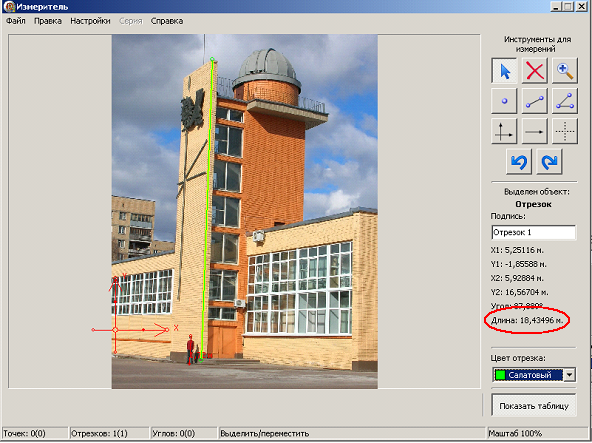 Измеритель
Файл Правка Настройки Серия Справка
Инструменты для
измерений
Выделен объект:
Отрезок
Подпись:
Отрезок 1
X1: 5,25116 м.
Y1: -1,85588 м.
X2: 5,92884 м.
Y2: 16,56704 м.
Угол: 87,889°
Длина: 18,43496 м.
X
Цвет отрезка:
Салатовый
Показать таблицу
Точек: 0(0) Отрезков: 1(1) Углов: 0(0) Выделить/переместить Маштаб 100%